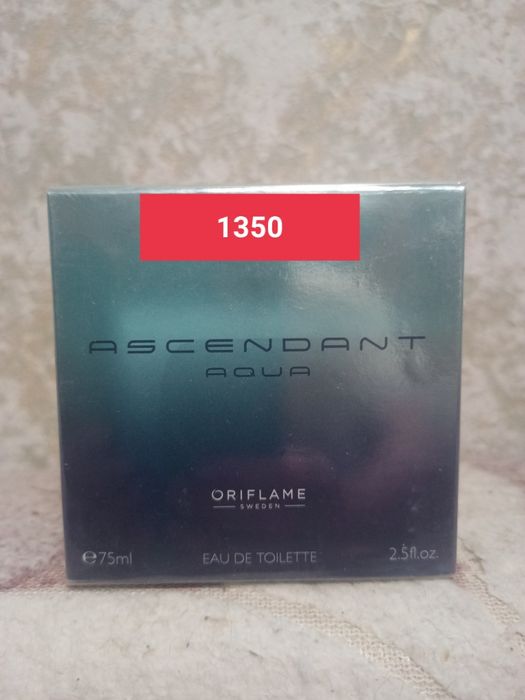 1350
ASCENDANT
AQUA
ORIFLAME
SWEDEN
℮75ml EAU DE TOILETTE 2.5fl.oz.